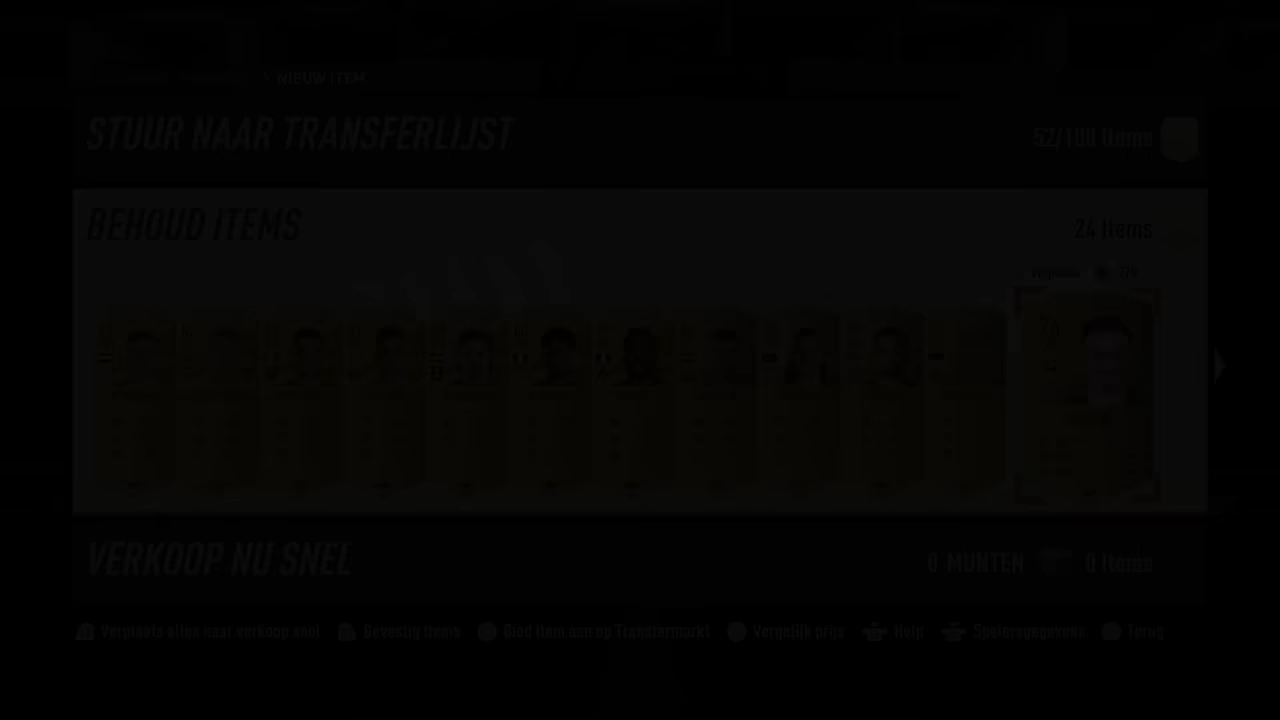 NIEUW ITEM
STUUR NAAR TRANSFERLIJST
52/100 Items
BEHOUD ITEMS
24 Items
VERKOOP NU SNEL
0 MUNTEN 0 Items
Verplaats alles naar verkoop snel Bevestig items Bied item aan op Transfermarkt Vergelijk prijs Help Spelersgegevens Terug